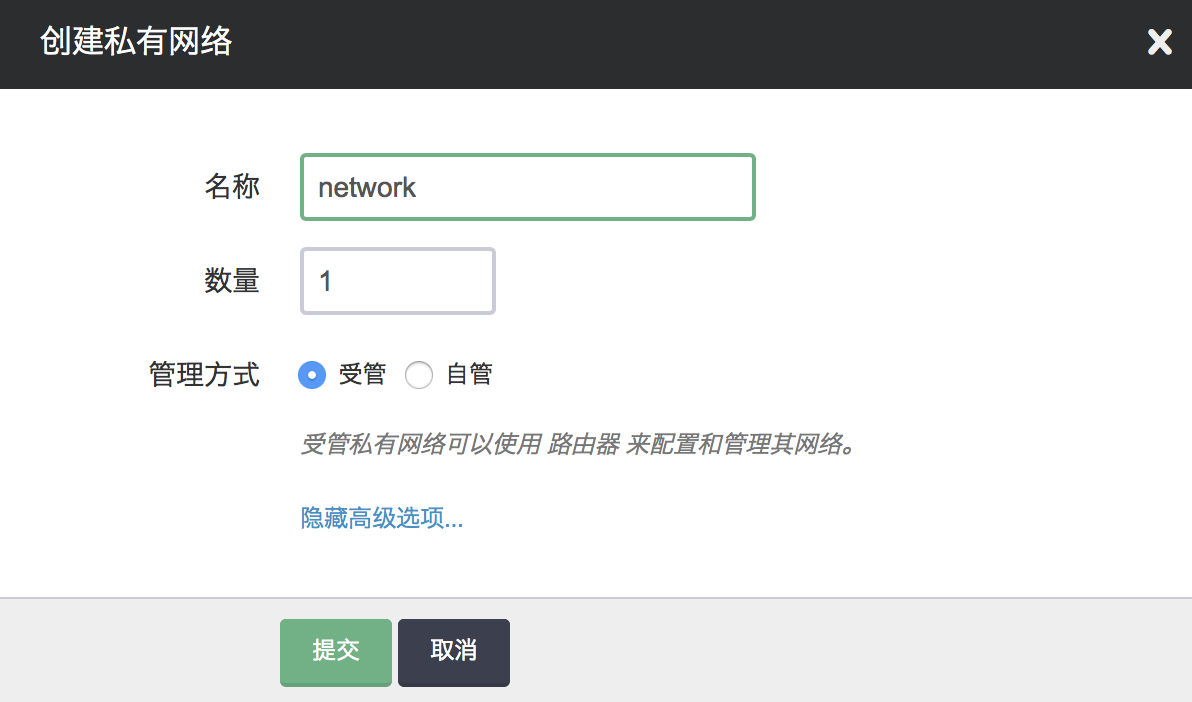 创建私有网络
名称 network
数量 1
管理方式 受管 自管
受管私有网络可以使用 路由器 来配置和管理其网络。
隐藏高级选项...
提交 取消